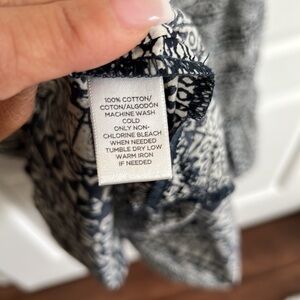 100% COTTON/
COTON/ALGODÓN
MACHINE WASH
COLD
ONLY NON-
CHLORINE BLEACH
WHEN NEEDED
TUMBLE DRY LOW
WARM IRON
IF NEEDED